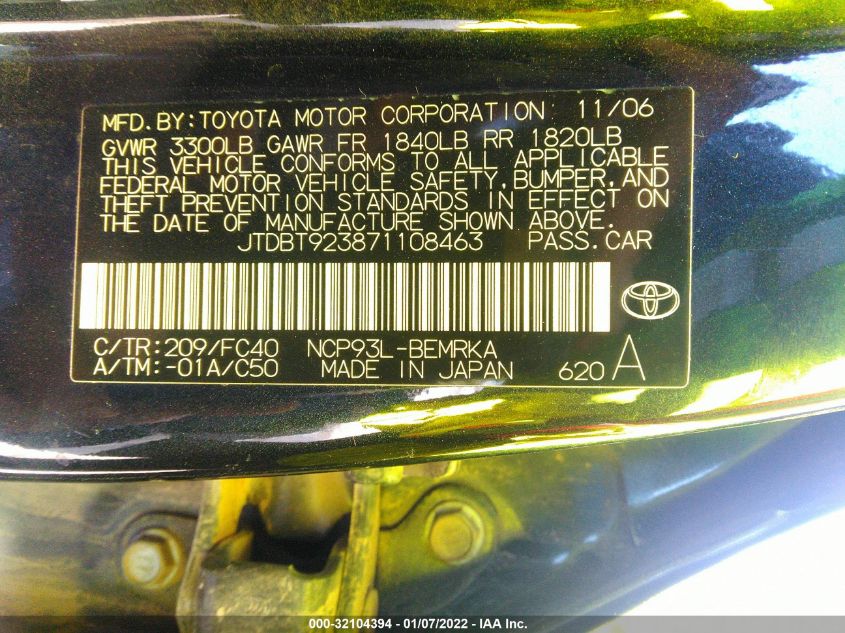 MFD.BY:TOYOTA MOTOR CORPORATION 11/06
GVWR 3300LB GAWR FR 1840LB RR 1820LB
THIS VEHICLE CONFORMS TO ALL APPLICABLE
FEDERAL MOTOR VEHICLE SAFETY,BUMPER,AND
THEFT PREVENTION STANDARDS IN EFFECT ON
THE DATE OF MANUFACTURE SHOWN ABOVE.
JTDBT923871108463 PASS.CAR
C/TR:209/FC40 NCP93L-BEMRKA
A/TM:-01A/C50 MADE IN JAPAN 620 A
000-32104394 - 01/07/2022 - IAA Inc.